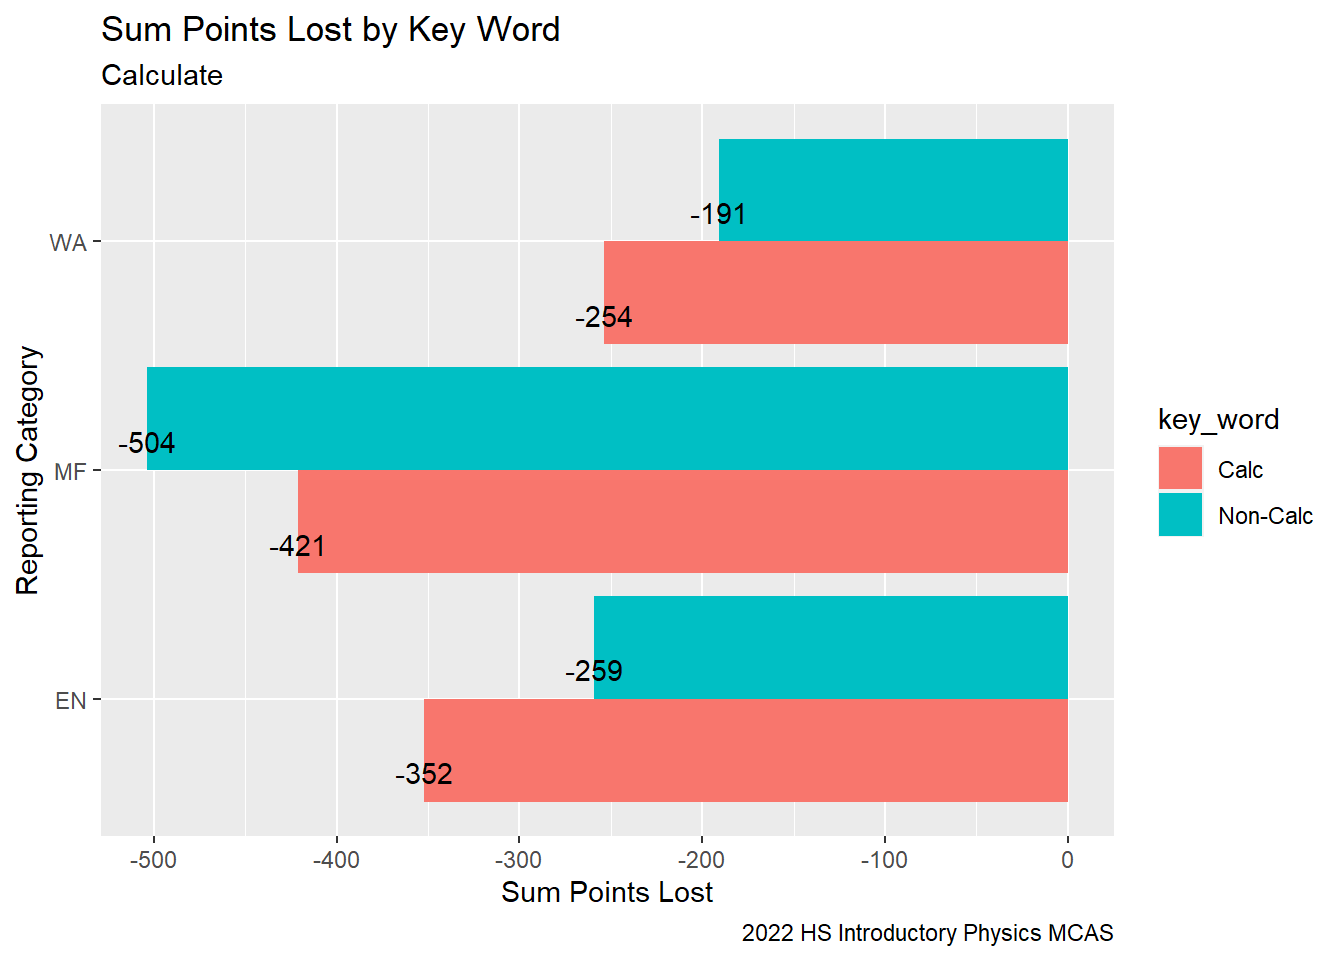 Sum Points Lost by Key Word
Calculate
Reporting Category
WA
MF
EN
-191
-254
-504
-421
-259
-352
-500 -400 -300 -200 -100 0
Sum Points Lost
key_word
Calc
Non-Calc
2022 HS Introductory Physics MCAS